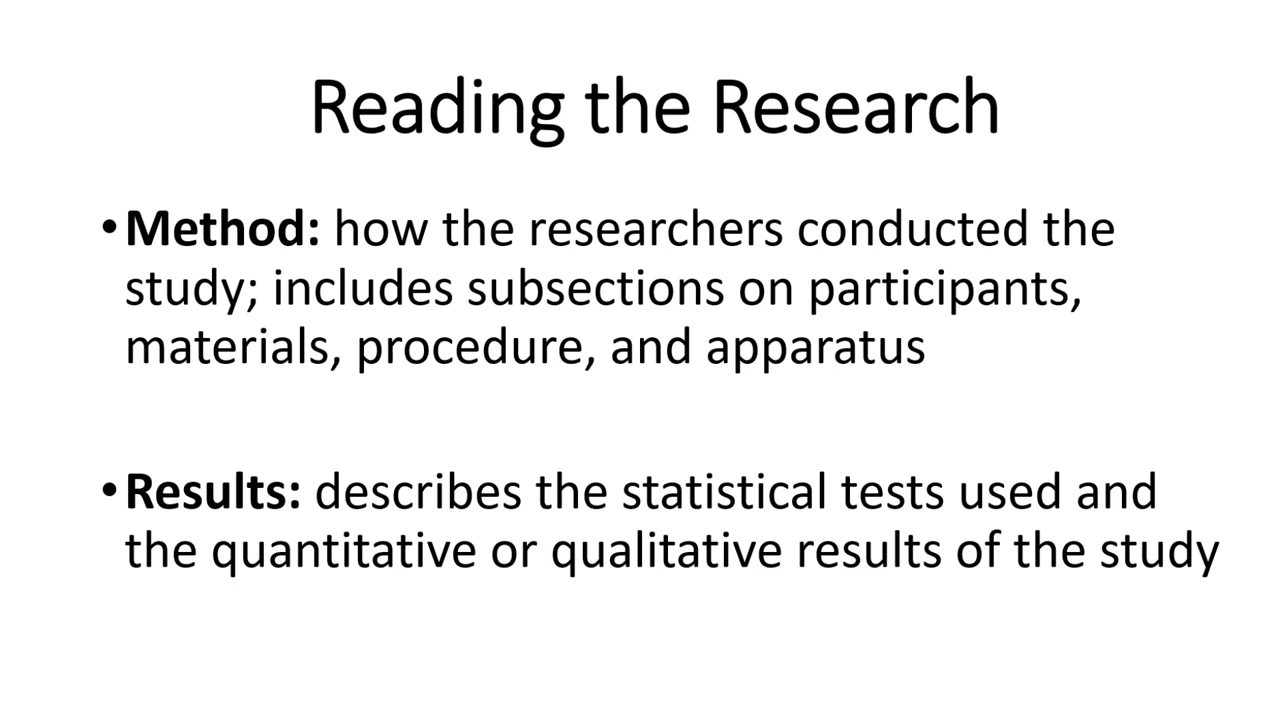 Reading the Research
•Method: how the researchers conducted the
study; includes subsections on participants,
materials, procedure, and apparatus
•Results: describes the statistical tests used and
the quantitative or qualitative results of the study